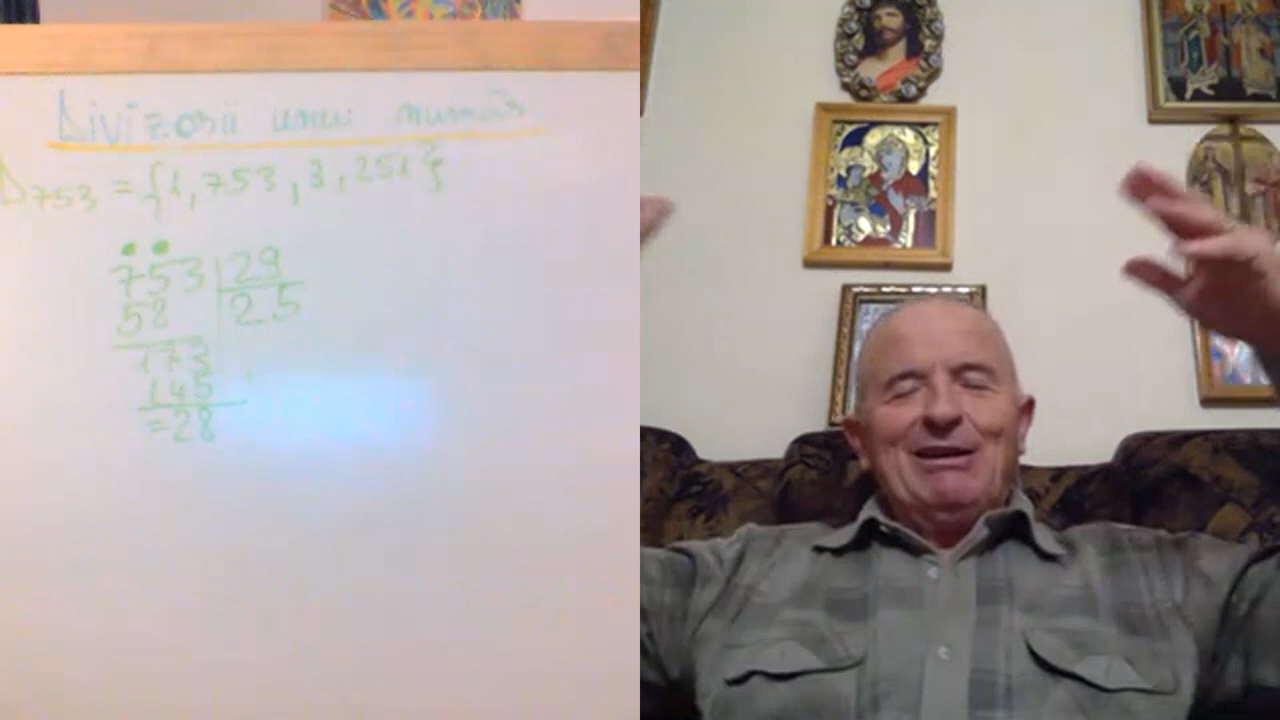 Divizorii unui număr
D753 = {1, 753, 3, 251}
753 | 29
58 | 25
173
145
=28